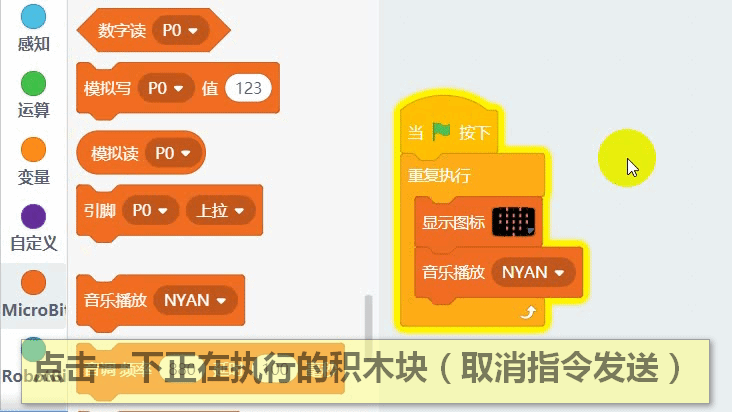 感知
运算
变量
自定义
MicroBi
数字读 P0
模拟写 P0 值 123
模拟读 P0
引脚 P0 上拉
音乐播放 NYAN
当 按下
重复执行
显示图标
音乐播放 NYAN
点击一下正在执行的积木块（取消指令发送）